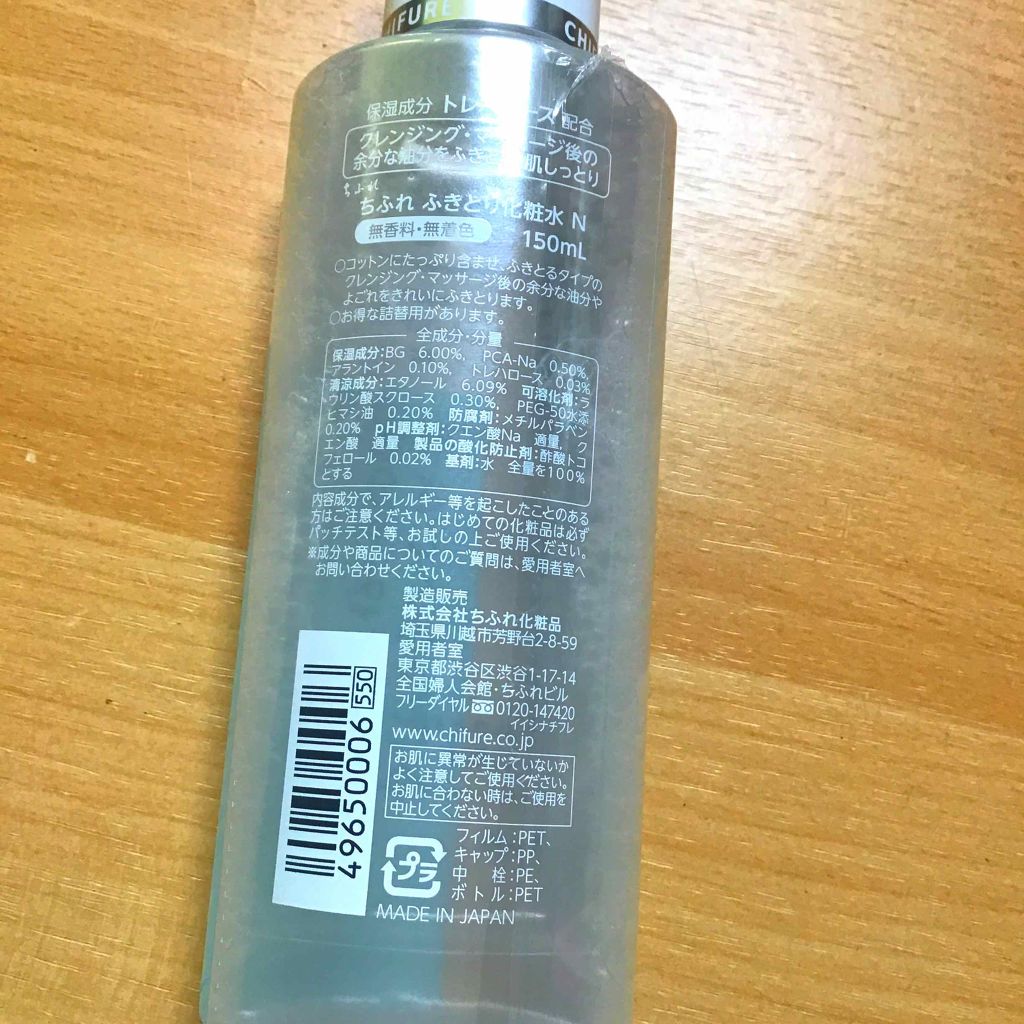 CHIFURE
保湿成分 トレハロース 配合
クレンジング・マッサージ後の
余分な油分をふきとり肌しっとり
ちふれ
ちふれ ふきとり化粧水 N
無香料・無着色 150mL
○コットンにたっぷり含ませ、ふきとるタイプの
クレンジング・マッサージ後の余分な油分や
よごれをきれいにふきとります。
○お得な詰替用があります。
全成分・分量
保湿成分:BG 6.00%, PCA-Na 0.50%,
アラントイン 0.10%, トレハロース 0.03%
清涼成分:エタノール 6.09% 可溶化剤:ラ
ウリン酸スクロース 0.30%, PEG-50水添
ヒマシ油 0.20% 防腐剤:メチルパラベン
0.20% pH調整剤:クエン酸Na 適量, ク
エン酸 適量 製品の酸化防止剤:酢酸トコ
フェロール 0.02% 基剤:水 全量を100%
とする
内容成分で、アレルギー等を起こしたことのある
方はご注意ください。はじめての化粧品は必ず
パッチテスト等、お試しの上ご使用ください。
※成分や商品についてのご質問は、愛用者室へ
お問い合わせください。
製造販売
株式会社ちふれ化粧品
埼玉県川越市芳野台2-8-59
愛用者室
東京都渋谷区渋谷1-17-14
全国婦人会館・ちふれビル
フリーダイヤル 0120-147420
イイシナチフレ
www.chifure.co.jp
お肌に異常が生じていないか
よく注意してご使用ください。
お肌に合わない時は、ご使用を
中止してください。
49650006 550
プラ
フィルム:PET、
キャップ:PP、
中 栓:PE、
ボトル:PET
MADE IN JAPAN